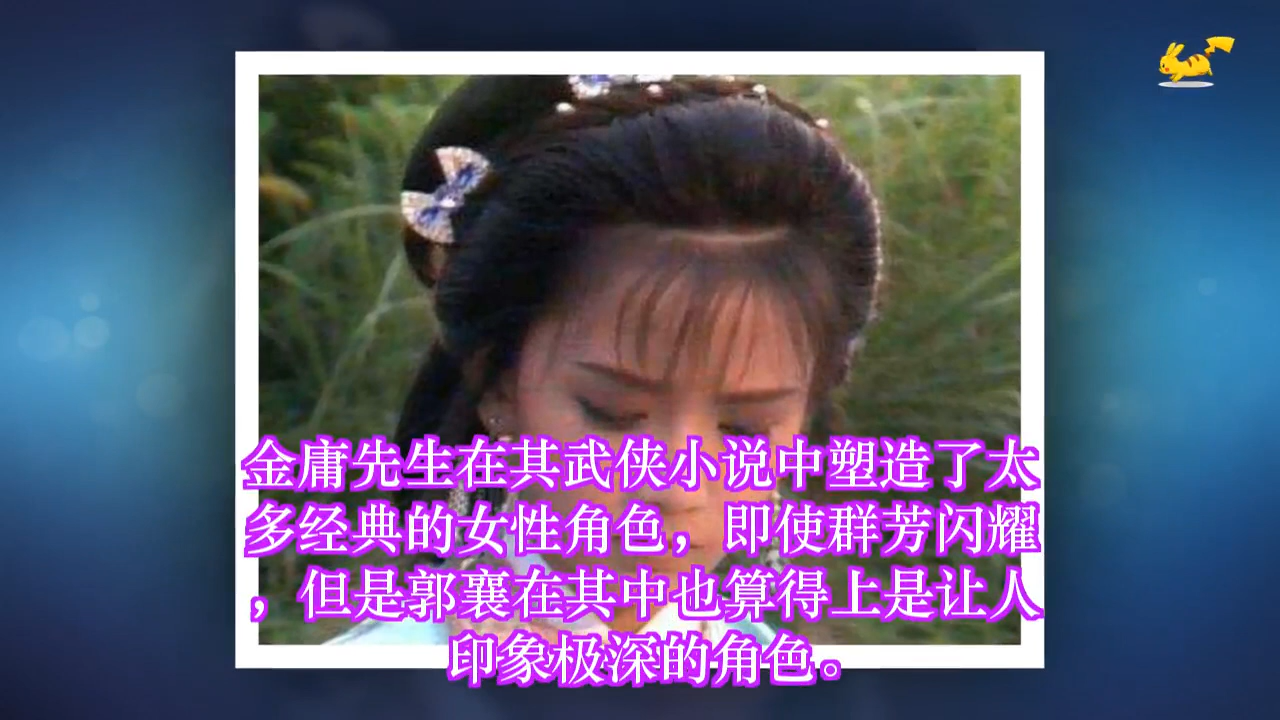 金庸先生在其武侠小说中塑造了太
多经典的女性角色，即使群芳闪耀
，但是郭襄在其中也算得上是让人
印象极深的角色。